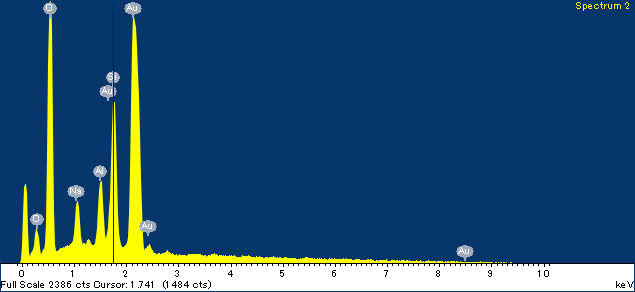 Spectrum 2
O
Au
Si
Au
Al
Na
C
Au
Au
0 1 2 3 4 5 6 7 8 9 10
Full Scale 2386 cts Cursor: 1.741 (1484 cts) keV